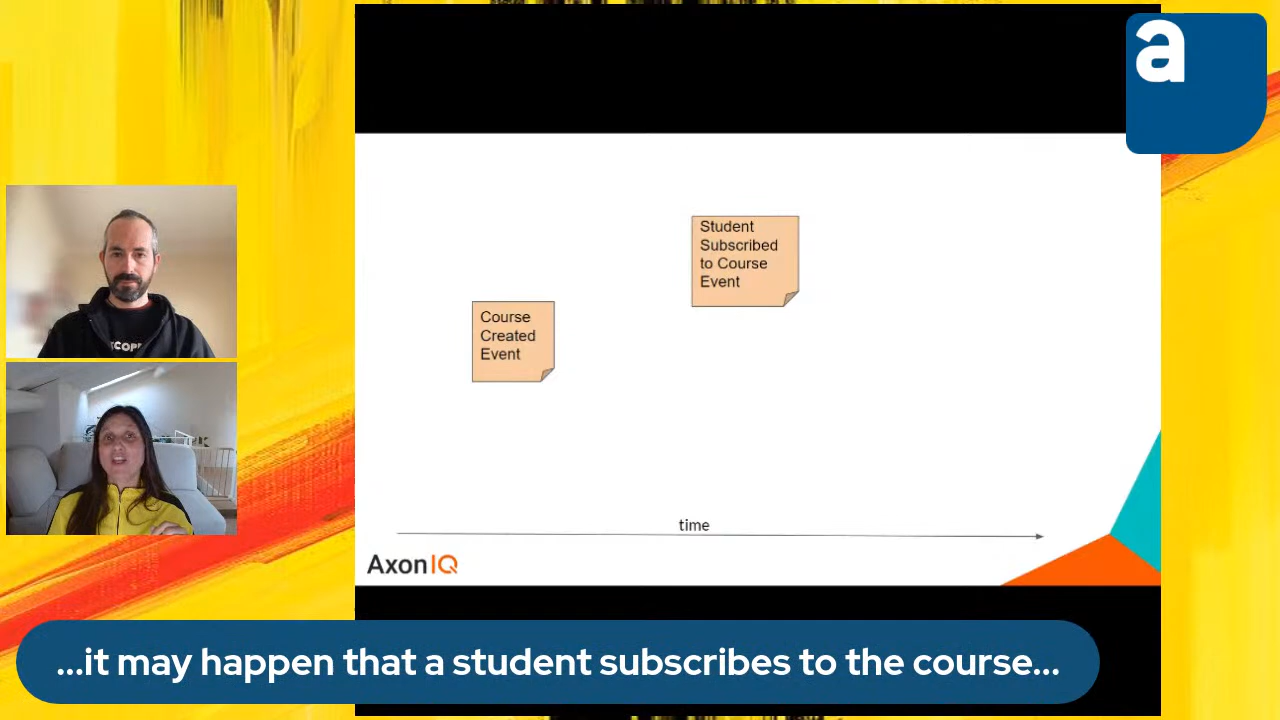 a
Student
Subscribed
to Course
Event
Course
Created
Event
time
AxonIQ
...it may happen that a student subscribes to the course...